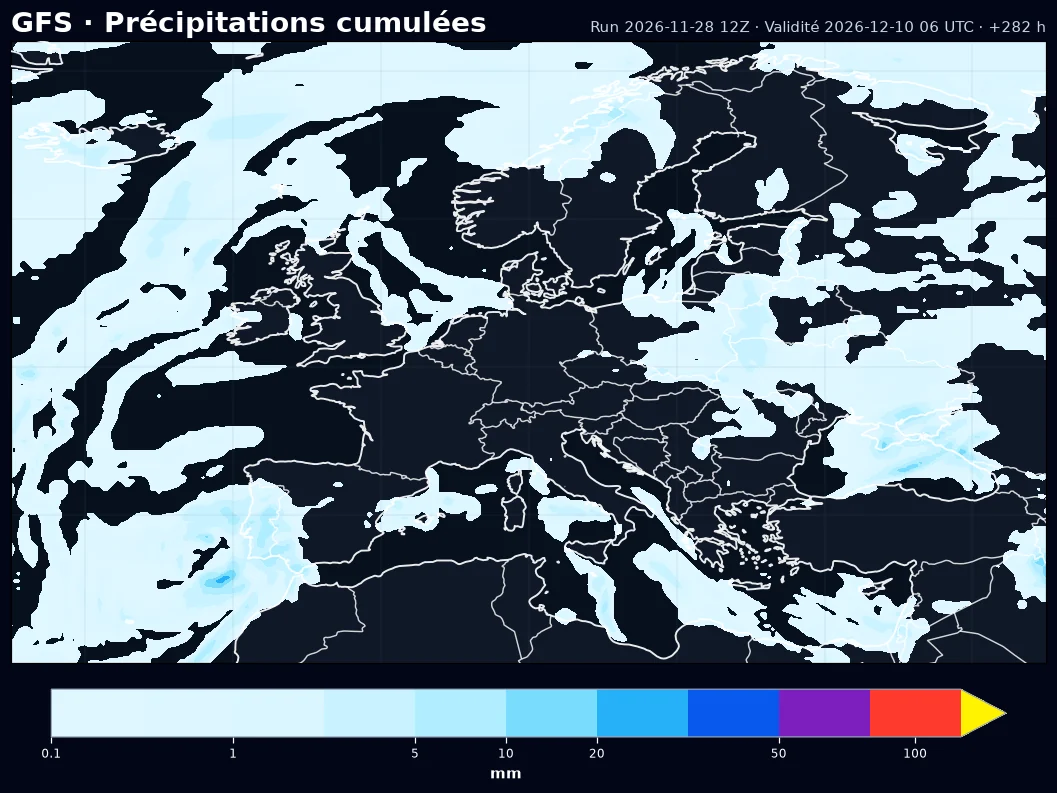 GFS · Précipitations cumulées
Run 2026-11-28 12Z · Validité 2026-12-10 06 UTC · +282 h
0.1 1 5 10 20 50 100
mm